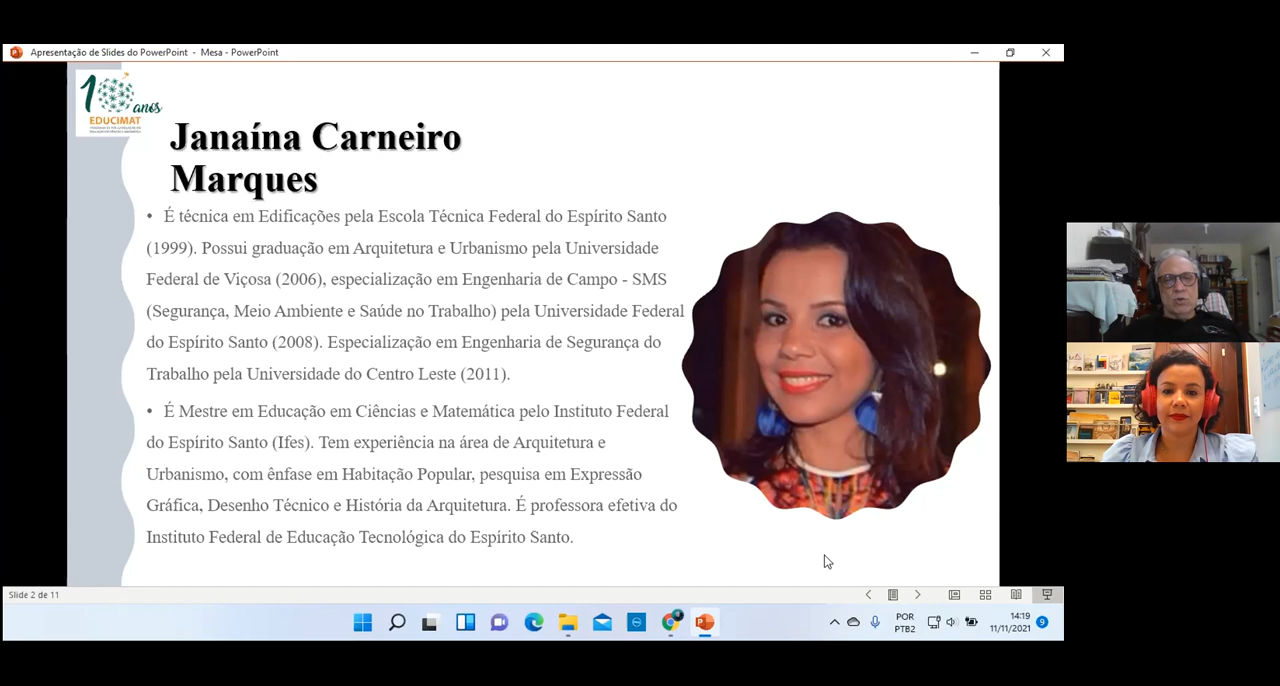 Apresentação de Slides do PowerPoint - Mesa - PowerPoint
10 anos
EDUCIMAT
Janaína Carneiro
Marques
• É técnica em Edificações pela Escola Técnica Federal do Espírito Santo
(1999). Possui graduação em Arquitetura e Urbanismo pela Universidade
Federal de Viçosa (2006), especialização em Engenharia de Campo - SMS
(Segurança, Meio Ambiente e Saúde no Trabalho) pela Universidade Federal
do Espírito Santo (2008). Especialização em Engenharia de Segurança do
Trabalho pela Universidade do Centro Leste (2011).
• É Mestre em Educação em Ciências e Matemática pelo Instituto Federal
do Espírito Santo (Ifes). Tem experiência na área de Arquitetura e
Urbanismo, com ênfase em Habitação Popular, pesquisa em Expressão
Gráfica, Desenho Técnico e História da Arquitetura. É professora efetiva do
Instituto Federal de Educação Tecnológica do Espírito Santo.
Slide 2 de 11
POR
PTB2
14:19
11/11/2021
9